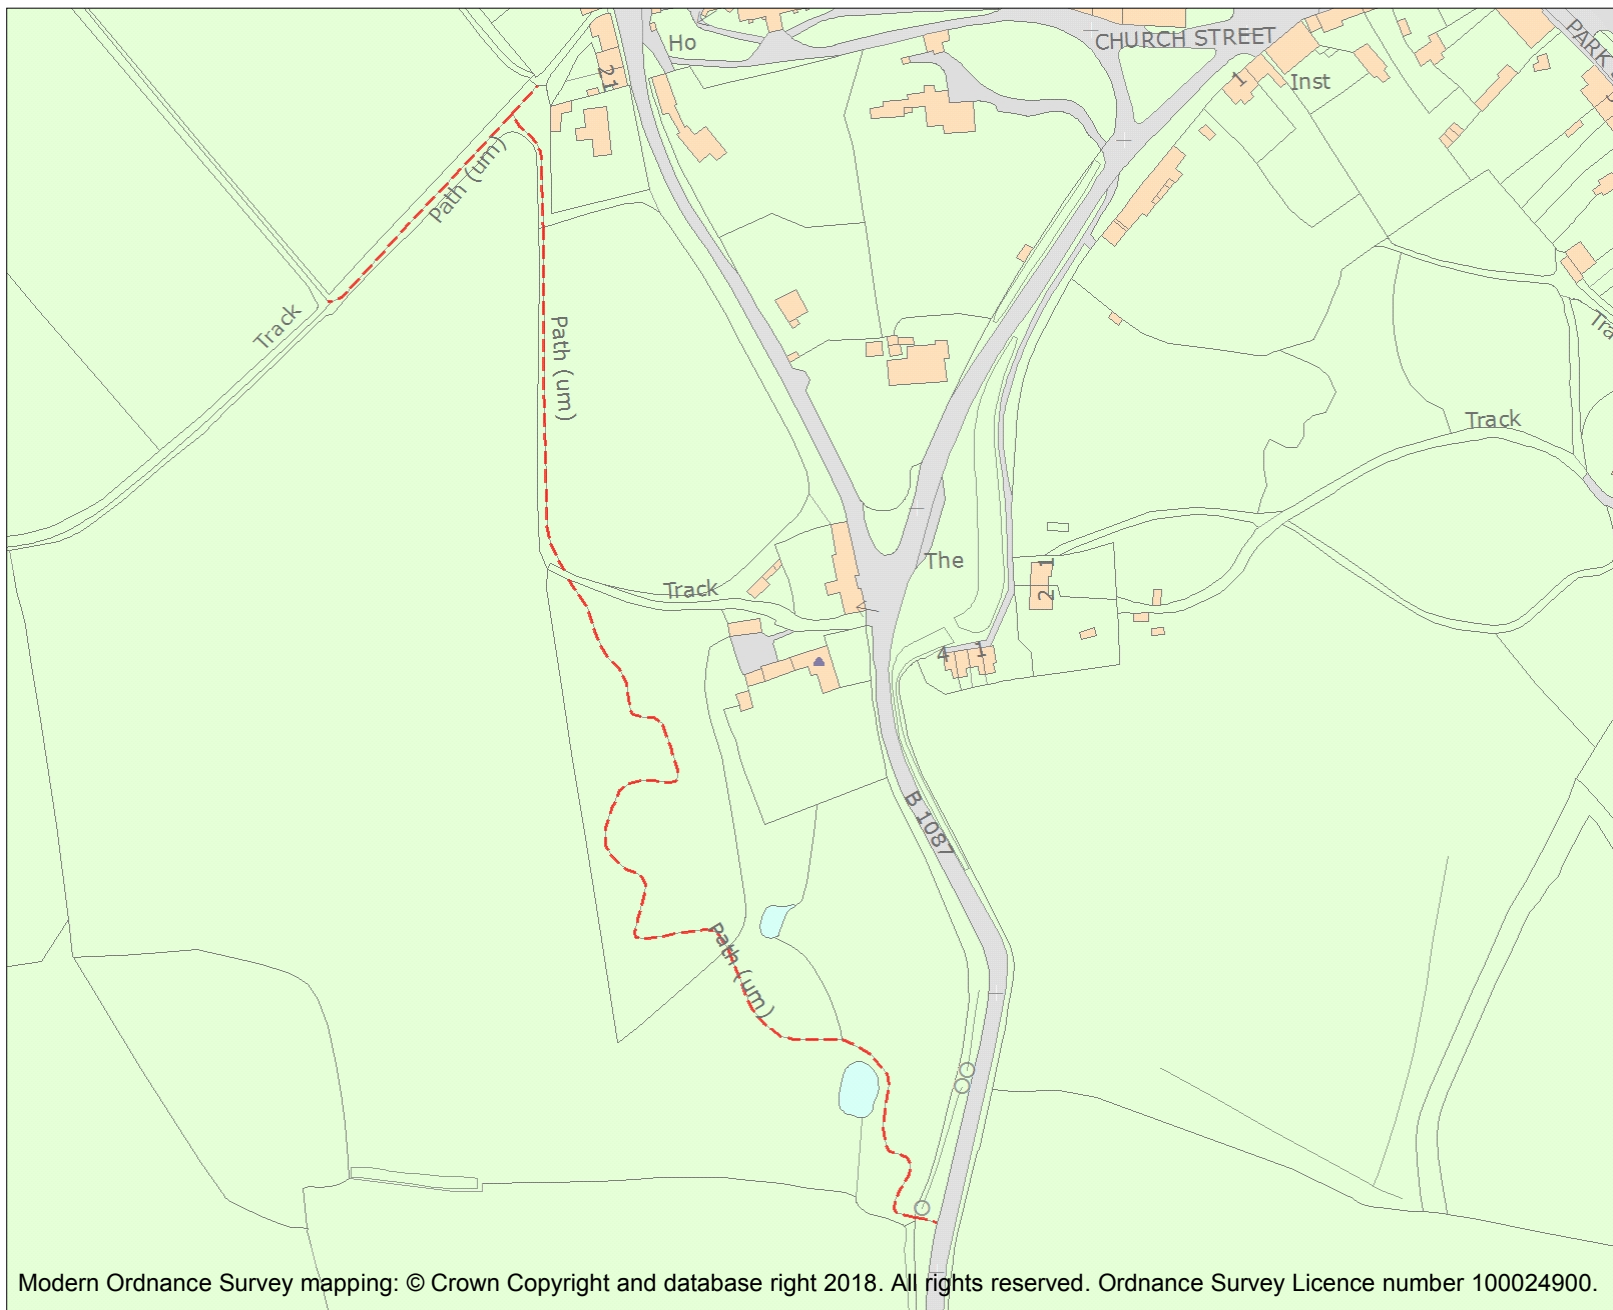 Ho
CHURCH STREET
PARK
21
1
Inst
Path (um)
Track
Path (um)
Track
The
Track
1
2
4
1
B 1087
Path (um)
Modern Ordnance Survey mapping: © Crown Copyright and database right 2018. All rights reserved. Ordnance Survey Licence number 100024900.